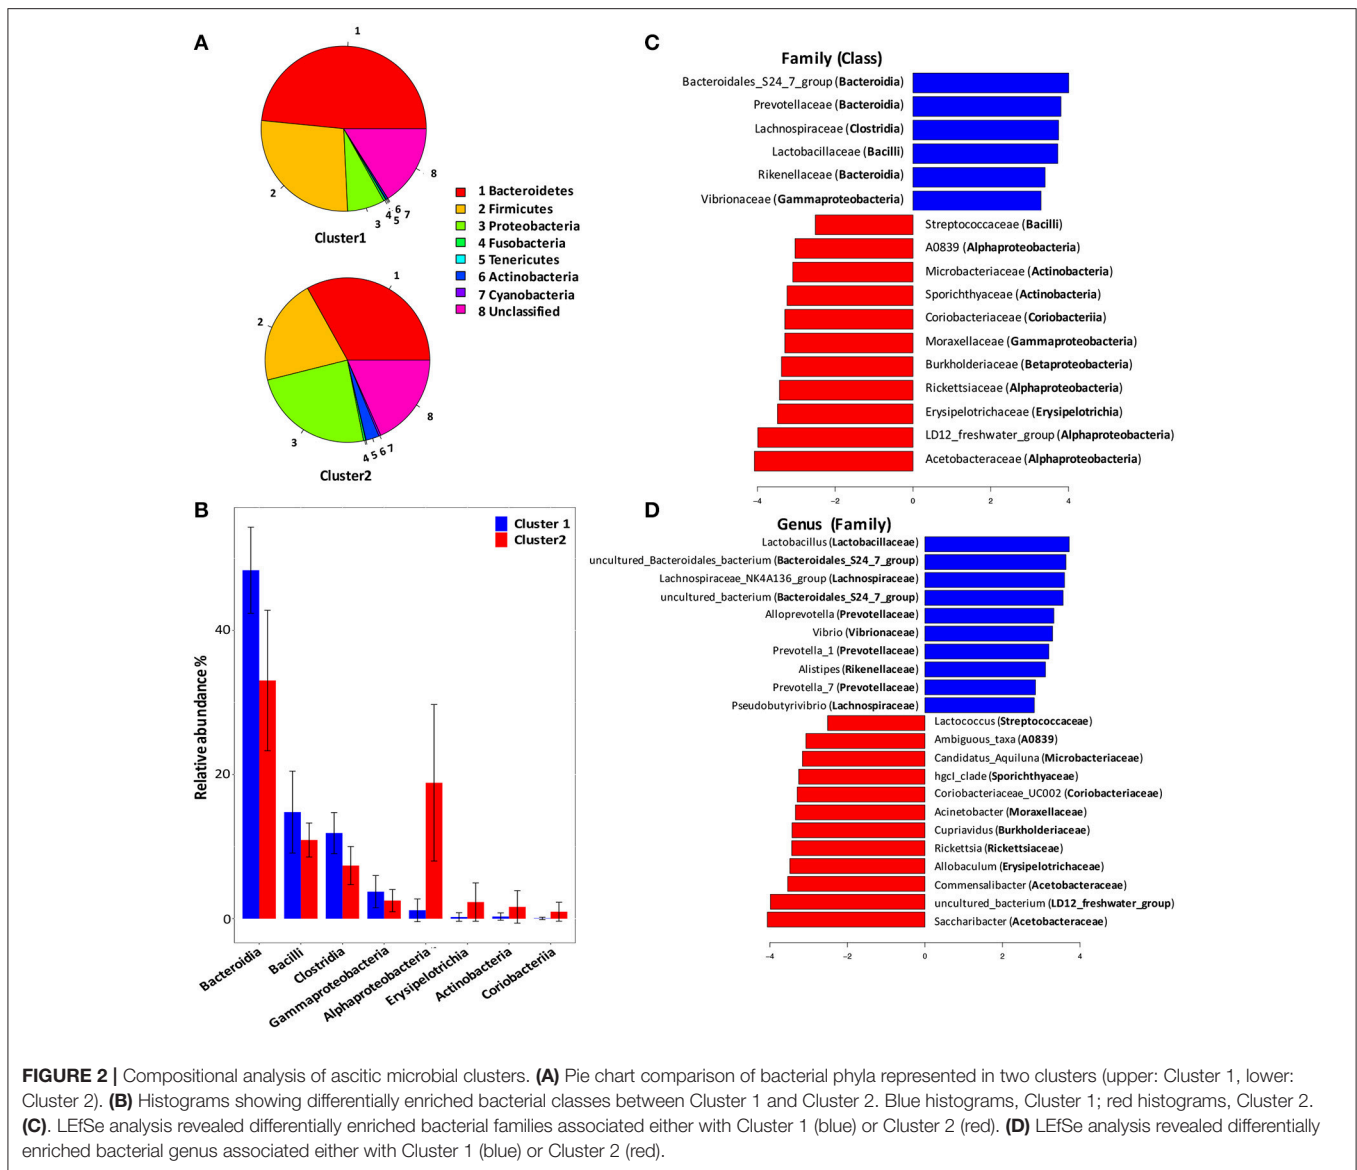 A
1
2
3
4
5
6
7
8
Cluster1
1 Bacteroidetes
2 Firmicutes
3 Proteobacteria
4 Fusobacteria
5 Tenericutes
6 Actinobacteria
7 Cyanobacteria
8 Unclassified
1
2
3
4 5 6 7
8
Cluster2
B
Cluster 1
Cluster2
Relative abundance %
40
20
0
Bacteroidia
Bacilli
Clostridia
Gammaproteobacteria
Alphaproteobacteria
Erysipelotrichia
Actinobacteria
Coriobacteriia
C
Family (Class)
Bacteroidales_S24_7_group (Bacteroidia)
Prevotellaceae (Bacteroidia)
Lachnospiraceae (Clostridia)
Lactobacillaceae (Bacilli)
Rikenellaceae (Bacteroidia)
Vibrionaceae (Gammaproteobacteria)
Streptococcaceae (Bacilli)
A0839 (Alphaproteobacteria)
Microbacteriaceae (Actinobacteria)
Sporichthyaceae (Actinobacteria)
Coriobacteriaceae (Coriobacteriia)
Moraxellaceae (Gammaproteobacteria)
Burkholderiaceae (Betaproteobacteria)
Rickettsiaceae (Alphaproteobacteria)
Erysipelotrichaceae (Erysipelotrichia)
LD12_freshwater_group (Alphaproteobacteria)
Acetobacteraceae (Alphaproteobacteria)
-4 -2 0 2 4
D
Genus (Family)
Lactobacillus (Lactobacillaceae)
uncultured_Bacteroidales_bacterium (Bacteroidales_S24_7_group)
Lachnospiraceae_NK4A136_group (Lachnospiraceae)
uncultured_bacterium (Bacteroidales_S24_7_group)
Alloprevotella (Prevotellaceae)
Vibrio (Vibrionaceae)
Prevotella_1 (Prevotellaceae)
Alistipes (Rikenellaceae)
Prevotella_7 (Prevotellaceae)
Pseudobutyrivibrio (Lachnospiraceae)
Lactococcus (Streptococcaceae)
Ambiguous_taxa (A0839)
Candidatus_Aquiluna (Microbacteriaceae)
hgcI_clade (Sporichthyaceae)
Coriobacteriaceae_UC002 (Coriobacteriaceae)
Acinetobacter (Moraxellaceae)
Cupriavidus (Burkholderiaceae)
Rickettsia (Rickettsiaceae)
Allobaculum (Erysipelotrichaceae)
Commensalibacter (Acetobacteraceae)
uncultured_bacterium (LD12_freshwater_group)
Saccharibacter (Acetobacteraceae)
-4 -2 0 2 4
FIGURE 2 | Compositional analysis of ascitic microbial clusters. (A) Pie chart comparison of bacterial phyla represented in two clusters (upper: Cluster 1, lower:
Cluster 2). (B) Histograms showing differentially enriched bacterial classes between Cluster 1 and Cluster 2. Blue histograms, Cluster 1; red histograms, Cluster 2.
(C). LEfSe analysis revealed differentially enriched bacterial families associated either with Cluster 1 (blue) or Cluster 2 (red). (D) LEfSe analysis revealed differentially
enriched bacterial genus associated either with Cluster 1 (blue) or Cluster 2 (red).